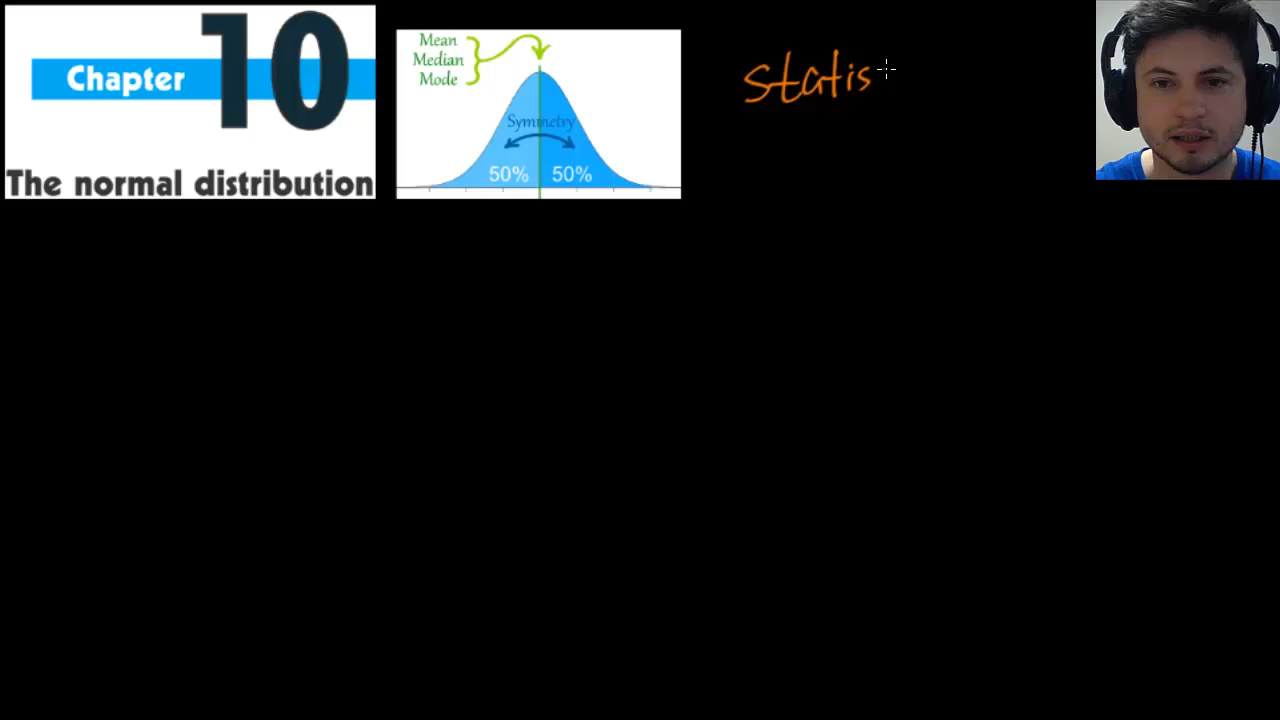 Chapter 10
The normal distribution
Mean
Median
Mode
Symmetry
50% 50%
Statis